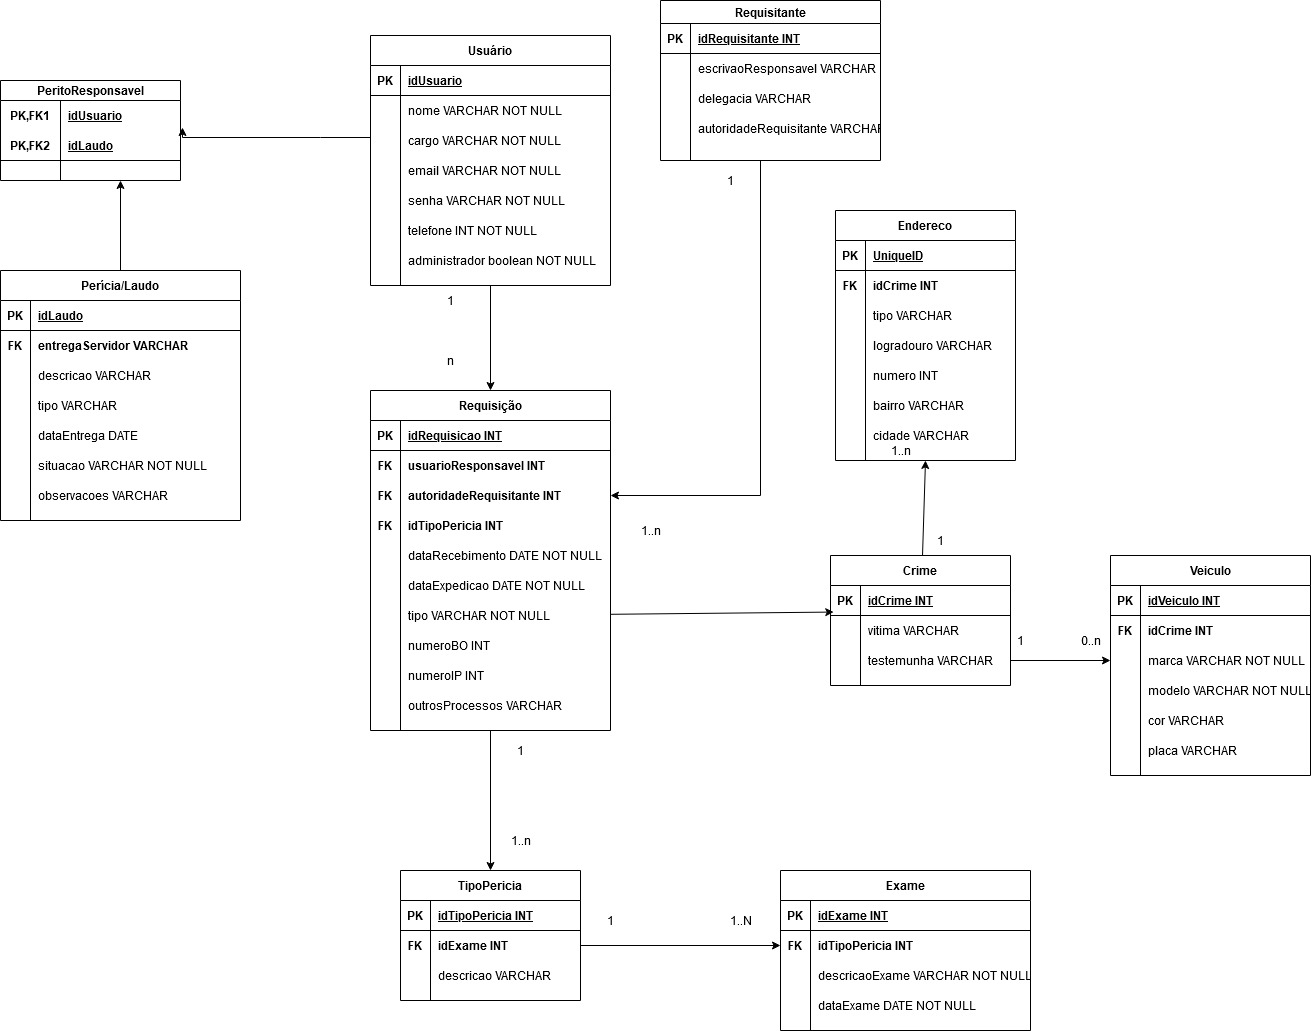 Requisitante
PK idRequisitante INT
escrivaoResponsavel VARCHAR
delegacia VARCHAR
autoridadeRequisitante VARCHAR
1
Usuário
PK idUsuario
nome VARCHAR NOT NULL
cargo VARCHAR NOT NULL
email VARCHAR NOT NULL
senha VARCHAR NOT NULL
telefone INT NOT NULL
administrador boolean NOT NULL
1
n
PeritoResponsavel
PK,FK1 idUsuario
PK,FK2 idLaudo
Perícia/Laudo
PK idLaudo
FK entregaServidor VARCHAR
descricao VARCHAR
tipo VARCHAR
dataEntrega DATE
situacao VARCHAR NOT NULL
observacoes VARCHAR
Endereco
PK UniqueID
FK idCrime INT
tipo VARCHAR
logradouro VARCHAR
numero INT
bairro VARCHAR
cidade VARCHAR
1..n
1
Requisição
PK idRequisicao INT
FK usuarioResponsavel INT
FK autoridadeRequisitante INT
FK idTipoPericia INT
dataRecebimento DATE NOT NULL
dataExpedicao DATE NOT NULL
tipo VARCHAR NOT NULL
numeroBO INT
numeroIP INT
outrosProcessos VARCHAR
1..n
1
1..n
Crime
PK idCrime INT
vitima VARCHAR
testemunha VARCHAR
1
0..n
Veiculo
PK idVeiculo INT
FK idCrime INT
marca VARCHAR NOT NULL
modelo VARCHAR NOT NULL
cor VARCHAR
placa VARCHAR
TipoPericia
PK idTipoPericia INT
FK idExame INT
descricao VARCHAR
1
1..N
Exame
PK idExame INT
FK idTipoPericia INT
descricaoExame VARCHAR NOT NULL
dataExame DATE NOT NULL